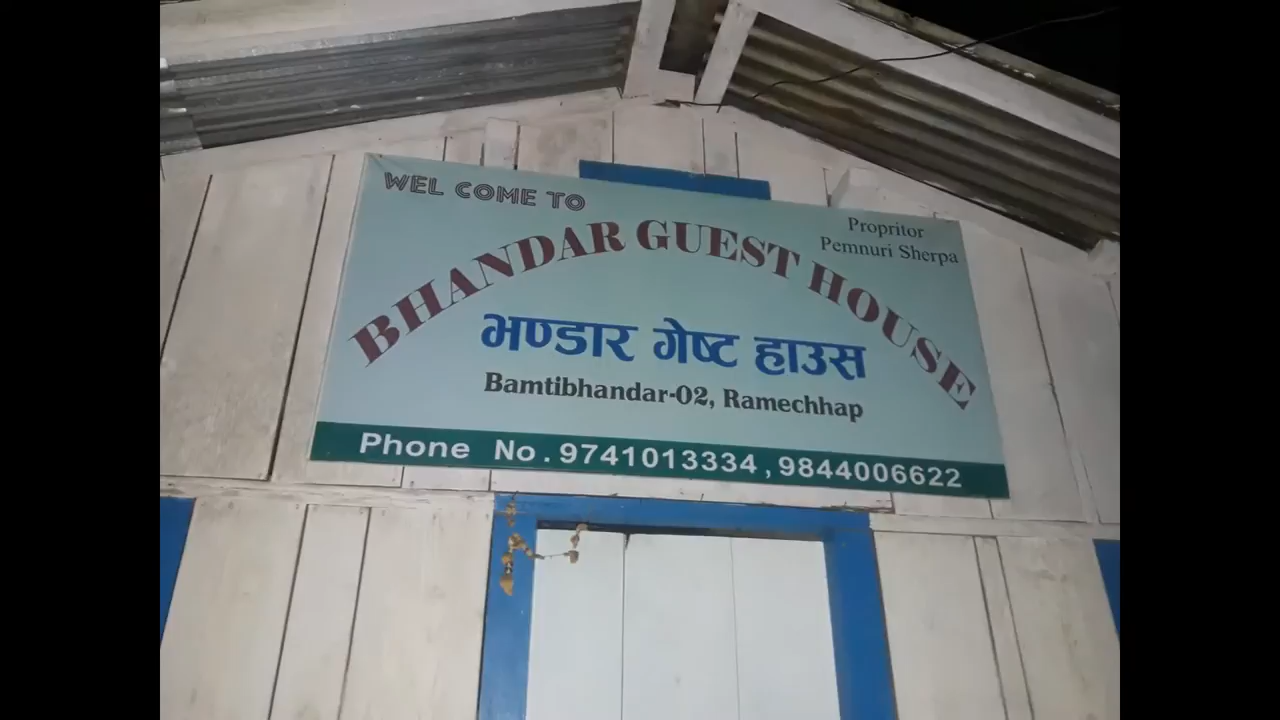 WEL COME TO
Propritor
Pemnuri Sherpa
BHANDAR GUEST HOUSE
भण्डार गेष्ट हाउस
Bamtibhandar-02, Ramechhap
Phone No. 9741013334, 9844006622